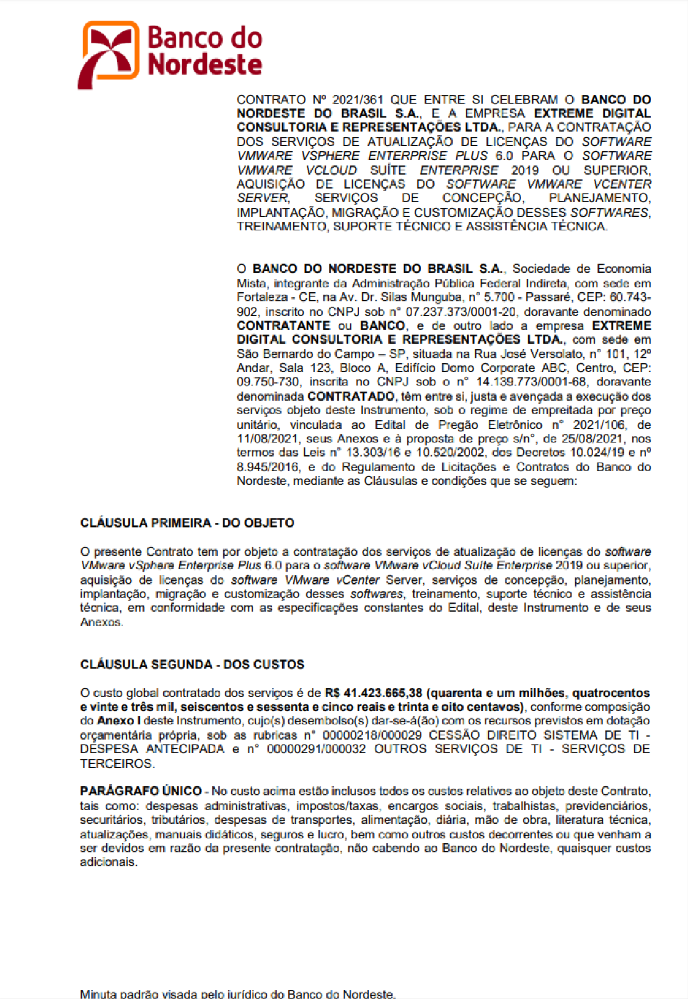 Banco do
Nordeste
CONTRATO Nº 2021/361 QUE ENTRE SI CELEBRAM O BANCO DO
NORDESTE DO BRASIL S.A., E A EMPRESA EXTREME DIGITAL
CONSULTORIA E REPRESENTAÇÕES LTDA., PARA A CONTRATAÇÃO
DOS SERVIÇOS DE ATUALIZAÇÃO DE LICENÇAS DO SOFTWARE
VMWARE VSPHERE ENTERPRISE PLUS 6.0 PARA O SOFTWARE
VMWARE VCLOUD SUÍTE ENTERPRISE 2019 OU SUPERIOR,
AQUISIÇÃO DE LICENÇAS DO SOFTWARE VMWARE VCENTER
SERVER, SERVIÇOS DE CONCEPÇÃO, PLANEJAMENTO,
IMPLANTAÇÃO, MIGRAÇÃO E CUSTOMIZAÇÃO DESSES SOFTWARES,
TREINAMENTO, SUPORTE TÉCNICO E ASSISTÊNCIA TÉCNICA.
O BANCO DO NORDESTE DO BRASIL S.A., Sociedade de Economia
Mista, integrante da Administração Pública Federal Indireta, com sede em
Fortaleza - CE, na Av. Dr. Silas Munguba, n° 5.700 - Passaré, CEP: 60.743-
902, inscrito no CNPJ sob n° 07.237.373/0001-20, doravante denominado
CONTRATANTE ou BANCO, e de outro lado a empresa EXTREME
DIGITAL CONSULTORIA E REPRESENTAÇÕES LTDA., com sede em
São Bernardo do Campo – SP, situada na Rua José Versolato, n° 101, 12º
Andar, Sala 123, Bloco A, Edifício Domo Corporate ABC, Centro, CEP:
09.750-730, inscrita no CNPJ sob o n° 14.139.773/0001-68, doravante
denominada CONTRATADO, têm entre si, justa e avençada a execução dos
serviços objeto deste Instrumento, sob o regime de empreitada por preço
unitário, vinculada ao Edital de Pregão Eletrônico n° 2021/106, de
11/08/2021, seus Anexos e à proposta de preço s/n°, de 25/08/2021, nos
termos das Leis n° 13.303/16 e 10.520/2002, dos Decretos 10.024/19 e nº
8.945/2016, e do Regulamento de Licitações e Contratos do Banco do
Nordeste, mediante as Cláusulas e condições que se seguem:
CLÁUSULA PRIMEIRA - DO OBJETO
O presente Contrato tem por objeto a contratação dos serviços de atualização de licenças do software
VMware vSphere Enterprise Plus 6.0 para o software VMware vCloud Suíte Enterprise 2019 ou superior,
aquisição de licenças do software VMware vCenter Server, serviços de concepção, planejamento,
implantação, migração e customização desses softwares, treinamento, suporte técnico e assistência
técnica, em conformidade com as especificações constantes do Edital, deste Instrumento e de seus
Anexos.
CLÁUSULA SEGUNDA - DOS CUSTOS
O custo global contratado dos serviços é de R$ 41.423.665,38 (quarenta e um milhões, quatrocentos
e vinte e três mil, seiscentos e sessenta e cinco reais e trinta e oito centavos), conforme composição
do Anexo I deste Instrumento, cujo(s) desembolso(s) dar-se-á(ão) com os recursos previstos em dotação
orçamentária própria, sob as rubricas n° 00000218/000029 CESSÃO DIREITO SISTEMA DE TI -
DESPESA ANTECIPADA e n° 00000291/000032 OUTROS SERVIÇOS DE TI - SERVIÇOS DE
TERCEIROS.
PARÁGRAFO ÚNICO - No custo acima estão inclusos todos os custos relativos ao objeto deste Contrato,
tais como: despesas administrativas, impostos/taxas, encargos sociais, trabalhistas, previdenciários,
securitários, tributários, despesas de transportes, alimentação, diária, mão de obra, literatura técnica,
atualizações, manuais didáticos, seguros e lucro, bem como outros custos decorrentes ou que venham a
ser devidos em razão da presente contratação, não cabendo ao Banco do Nordeste, quaisquer custos
adicionais.
Minuta padrão visada pelo jurídico do Banco do Nordeste.